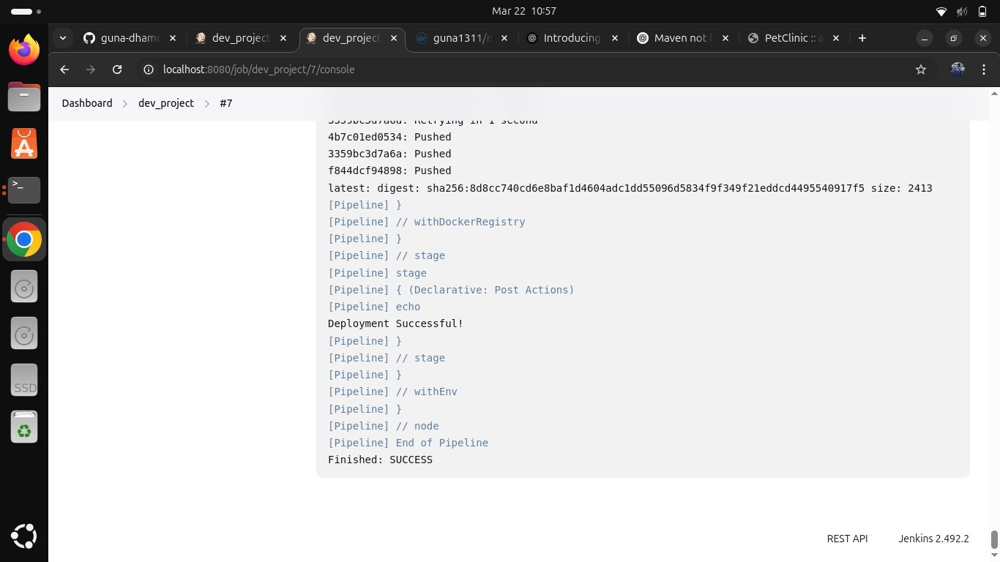 Mar 22 10:57
guna-dhamo
dev_project
dev_project
guna1311/
Introducing
Maven not f
PetClinic :: a
localhost:8080/job/dev_project/7/console
Dashboard
dev_project
#7
3359bc3d7a6a: Retrying in 1 second
4b7c01ed0534: Pushed
3359bc3d7a6a: Pushed
f844dcf94898: Pushed
latest: digest: sha256:8d8cc740cd6e8baf1d4604adc1dd55096d5834f9f349f21eddcd4495540917f5 size: 2413
[Pipeline] }
[Pipeline] // withDockerRegistry
[Pipeline] }
[Pipeline] // stage
[Pipeline] stage
[Pipeline] { (Declarative: Post Actions)
[Pipeline] echo
Deployment Successful!
[Pipeline] }
[Pipeline] // stage
[Pipeline] }
[Pipeline] // withEnv
[Pipeline] }
[Pipeline] // node
[Pipeline] End of Pipeline
Finished: SUCCESS
SSD
REST API
Jenkins 2.492.2